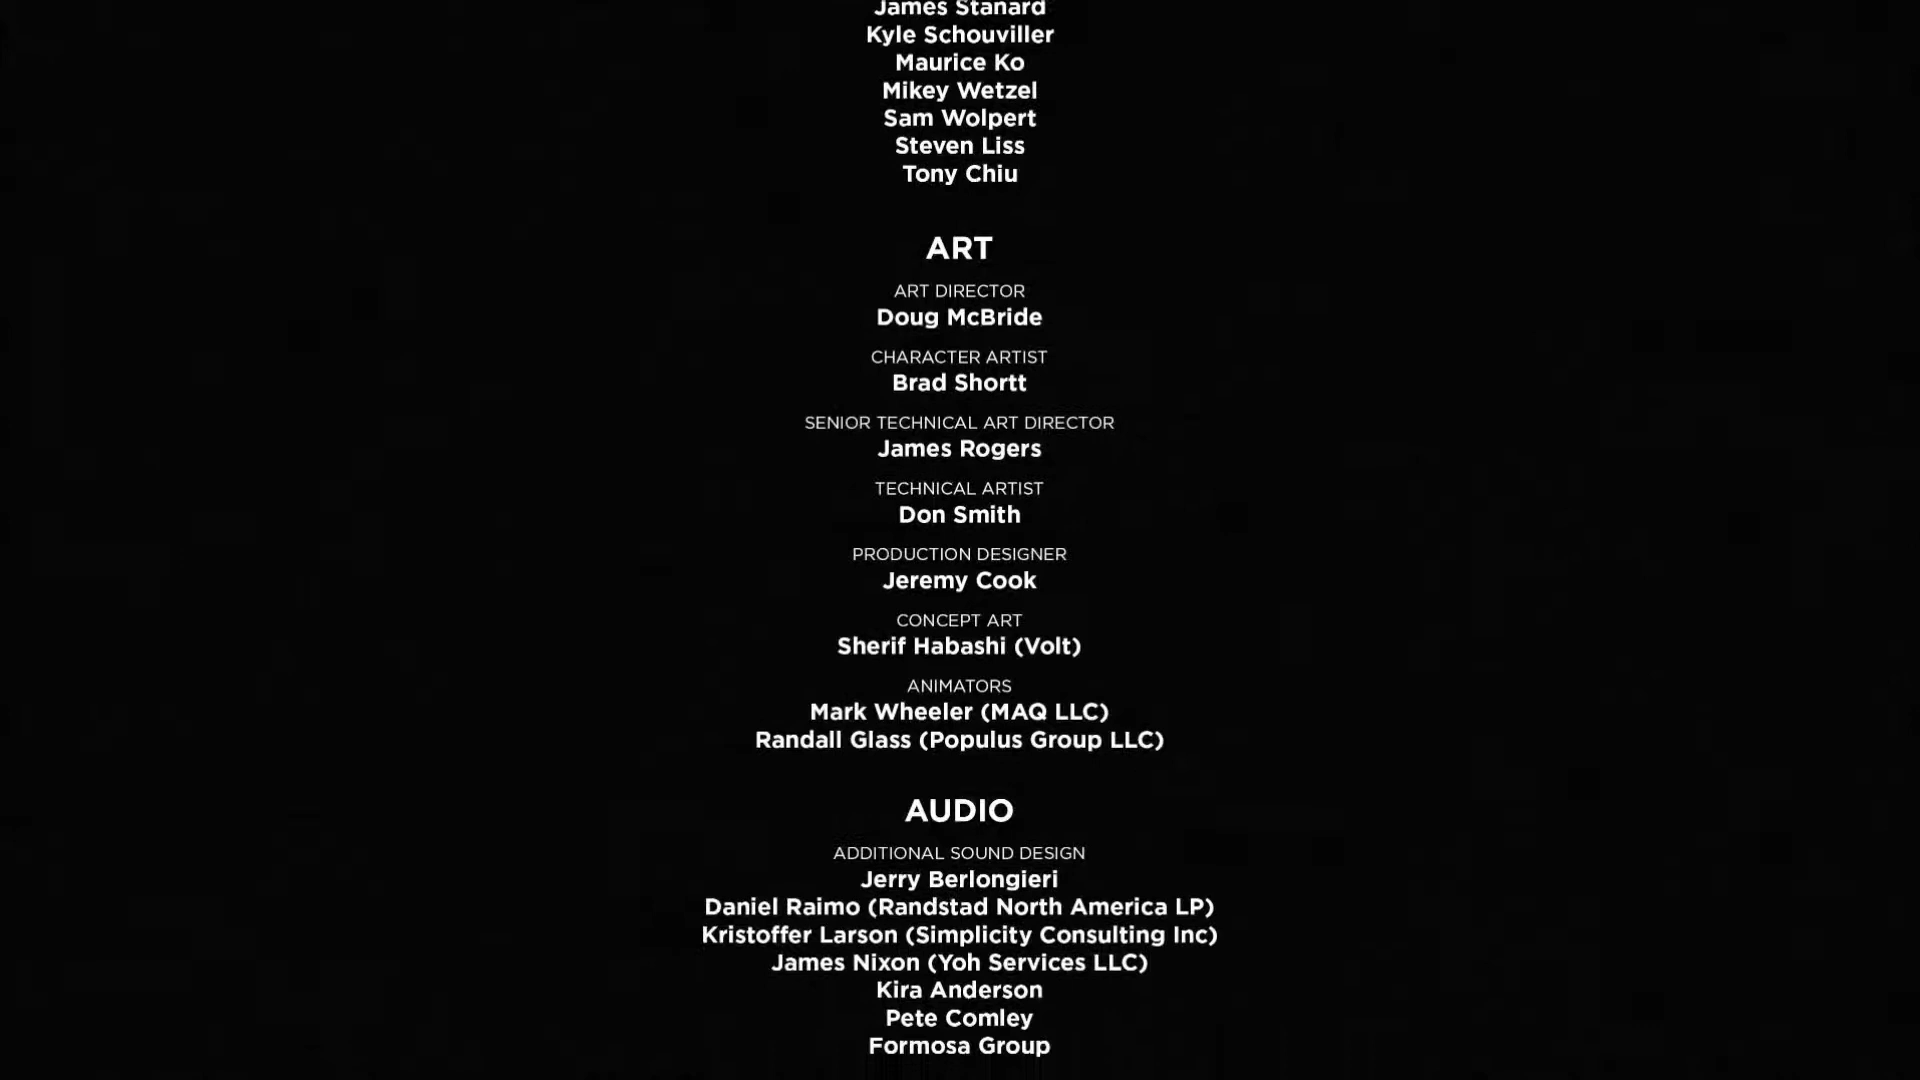 James Stanard
Kyle Schouviller
Maurice Ko
Mikey Wetzel
Sam Wolpert
Steven Liss
Tony Chiu
ART
ART DIRECTOR
Doug McBride
CHARACTER ARTIST
Brad Shortt
SENIOR TECHNICAL ART DIRECTOR
James Rogers
TECHNICAL ARTIST
Don Smith
PRODUCTION DESIGNER
Jeremy Cook
CONCEPT ART
Sherif Habashi (Volt)
ANIMATORS
Mark Wheeler (MAQ LLC)
Randall Glass (Populus Group LLC)
AUDIO
ADDITIONAL SOUND DESIGN
Jerry Berlongieri
Daniel Raimo (Randstad North America LP)
Kristoffer Larson (Simplicity Consulting Inc)
James Nixon (Yoh Services LLC)
Kira Anderson
Pete Comley
Formosa Group